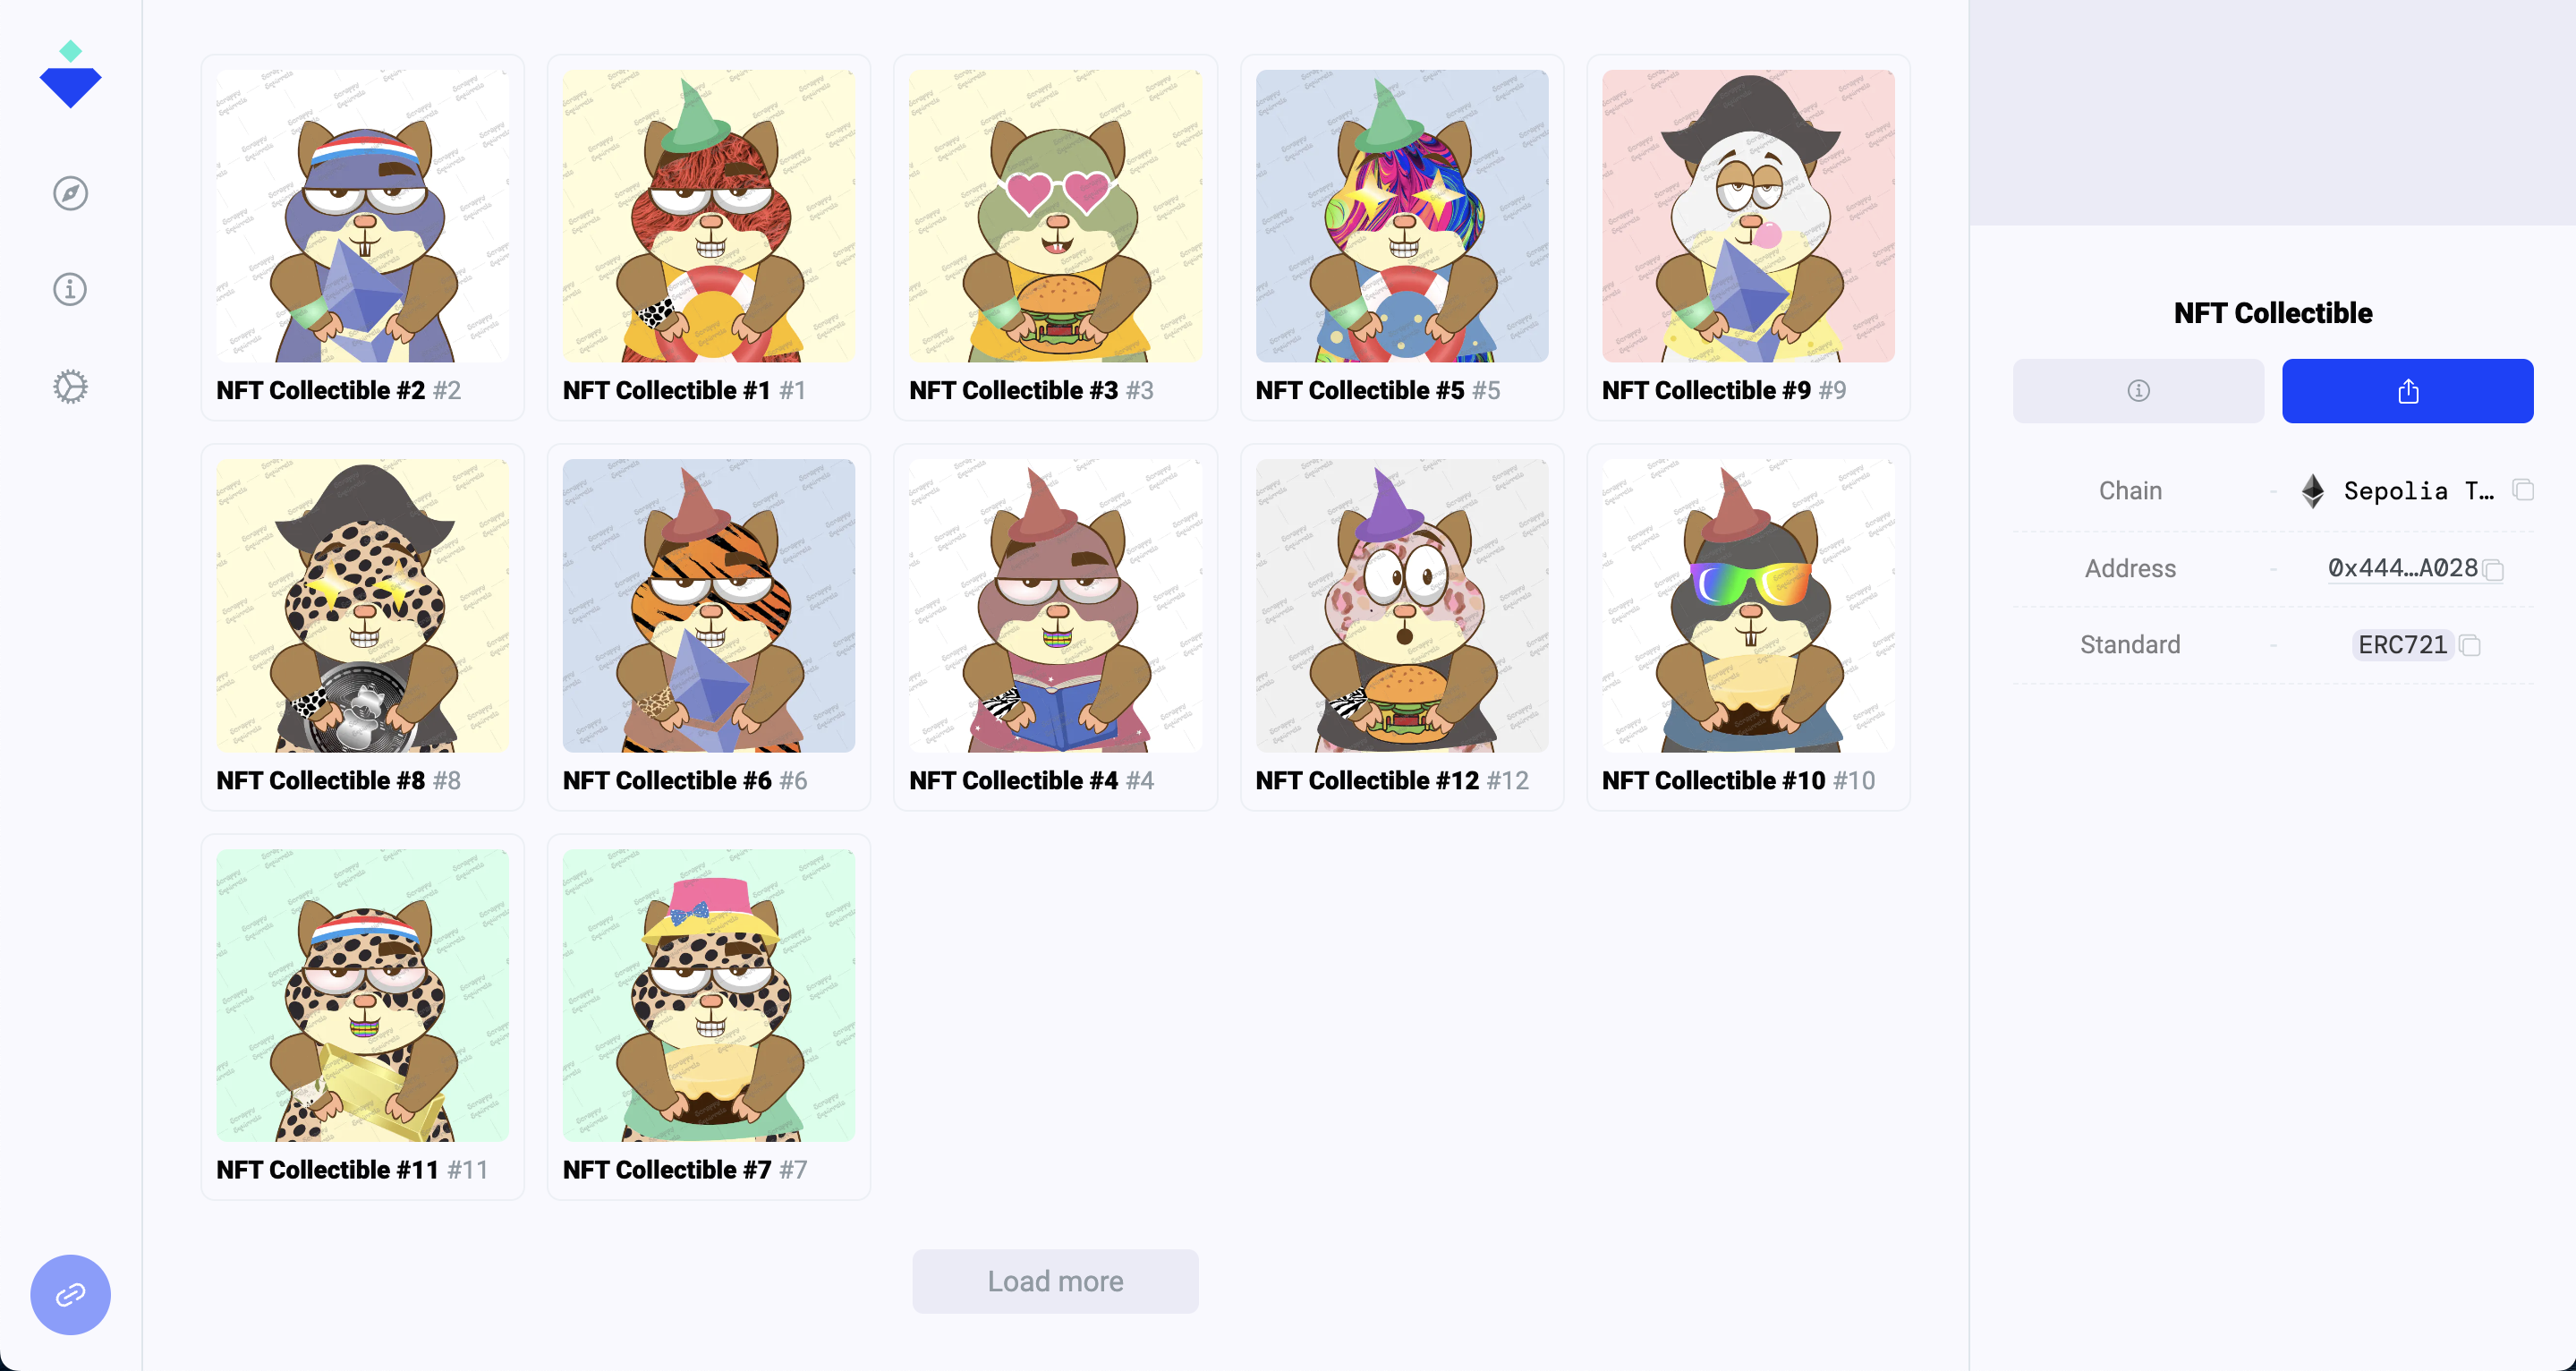 NFT Collectible #2 #2
NFT Collectible #1 #1
NFT Collectible #3 #3
NFT Collectible #5 #5
NFT Collectible #9 #9
NFT Collectible #8 #8
NFT Collectible #6 #6
NFT Collectible #4 #4
NFT Collectible #12 #12
NFT Collectible #10 #10
NFT Collectible #11 #11
NFT Collectible #7 #7
Load more
NFT Collectible
Chain - Sepolia T…
Address - 0x444…A028
Standard - ERC721
Scrappy
Squirrels